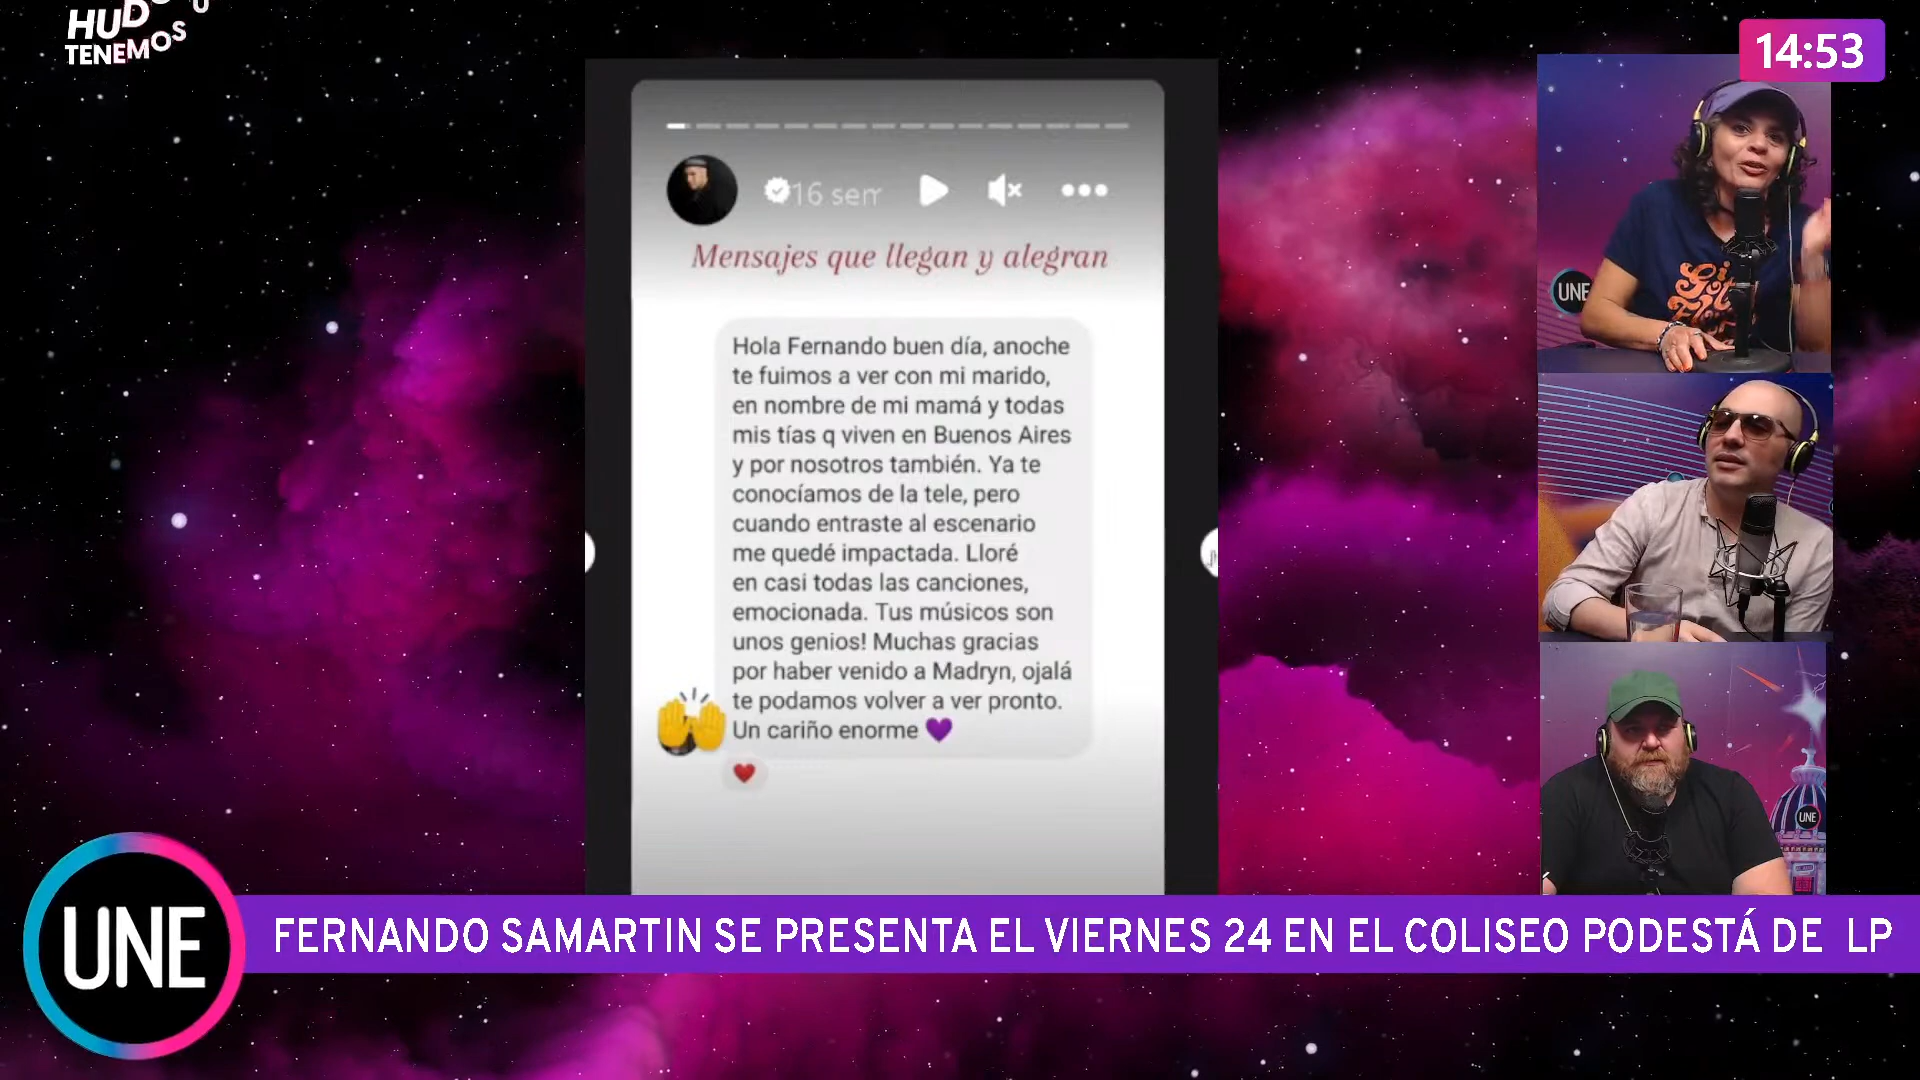 HUD
TENEMOS
14:53
16 sem
Mensajes que llegan y alegran
Hola Fernando buen día, anoche
te fuimos a ver con mi marido,
en nombre de mi mamá y todas
mis tías q viven en Buenos Aires
y por nosotros también. Ya te
conocíamos de la tele, pero
cuando entraste al escenario
me quedé impactada. Lloré
en casi todas las canciones,
emocionada. Tus músicos son
unos genios! Muchas gracias
por haber venido a Madryn, ojalá
te podamos volver a ver pronto.
Un cariño enorme 💜
UNE
UNE
UNE
FERNANDO SAMARTIN SE PRESENTA EL VIERNES 24 EN EL COLISEO PODESTÁ DE LP